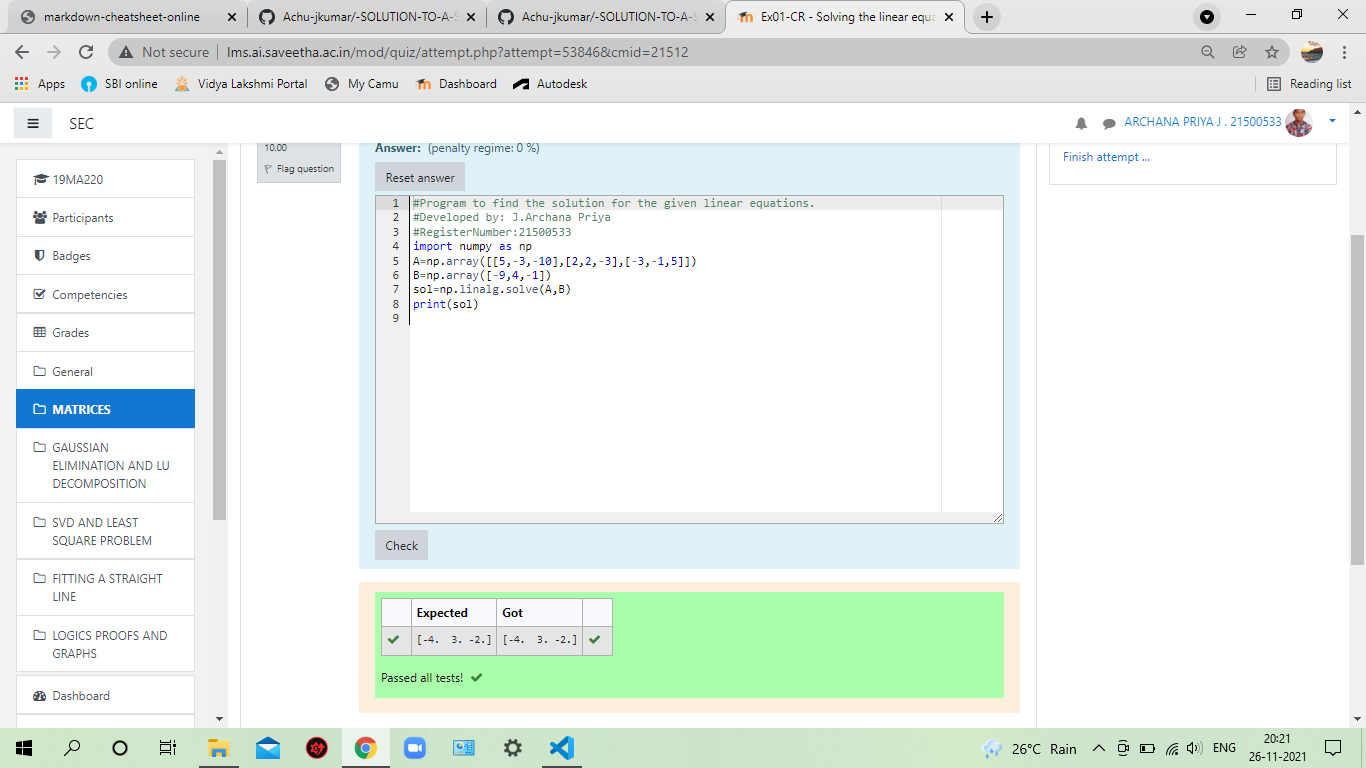 markdown-cheatsheet-online
Achu-jkumar/-SOLUTION-TO-A-S
Achu-jkumar/-SOLUTION-TO-A-S
Ex01-CR - Solving the linear equa
Not secure | lms.ai.saveetha.ac.in/mod/quiz/attempt.php?attempt=53846&cmid=21512
Apps SBI online Vidya Lakshmi Portal My Camu Dashboard Autodesk Reading list
SEC
ARCHANA PRIYA J . 21500533
19MA220
Participants
Badges
Competencies
Grades
General
MATRICES
GAUSSIAN
ELIMINATION AND LU
DECOMPOSITION
SVD AND LEAST
SQUARE PROBLEM
FITTING A STRAIGHT
LINE
LOGICS PROOFS AND
GRAPHS
Dashboard
10.00
Flag question
Answer: (penalty regime: 0 %)
Reset answer
1 #Program to find the solution for the given linear equations.
2 #Developed by: J.Archana Priya
3 #RegisterNumber:21500533
4 import numpy as np
5 A=np.array([[5,-3,-10],[2,2,-3],[-3,-1,5]])
6 B=np.array([-9,4,-1])
7 sol=np.linalg.solve(A,B)
8 print(sol)
9
Check
Expected Got
[-4.  3. -2.] [-4.  3. -2.]
Passed all tests!
Finish attempt ...
26°C Rain
ENG
20:21
26-11-2021